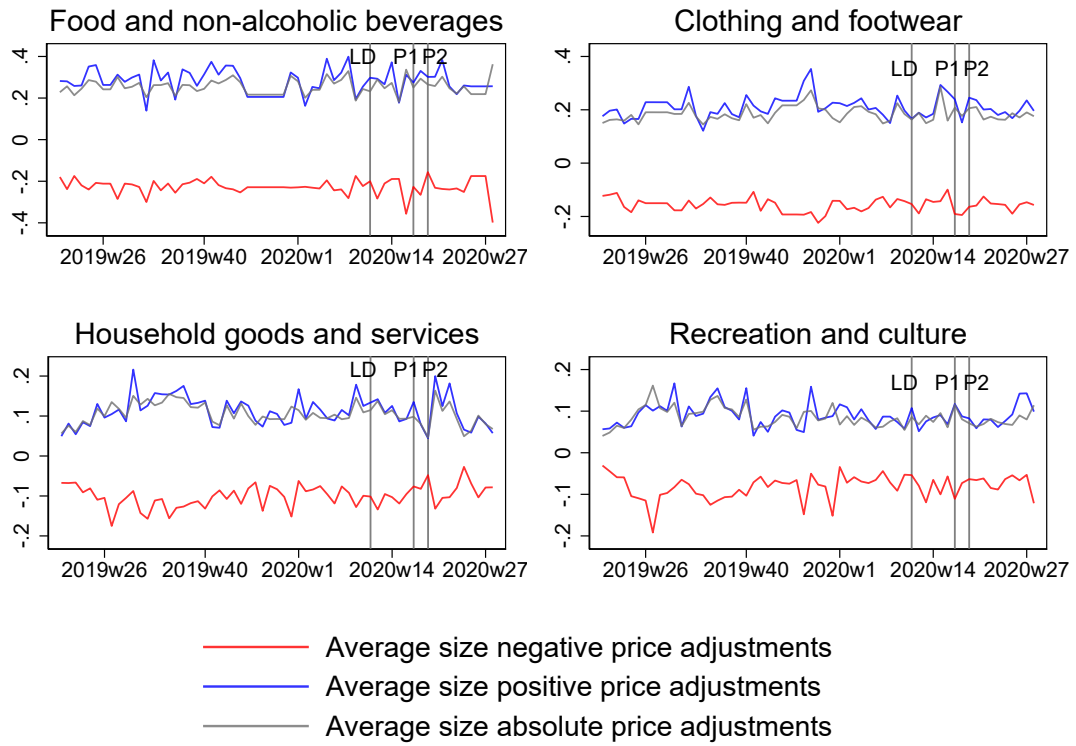 Food and non-alcoholic beverages
.4
.2
0
-.2
-.4
LD P1 P2
2019w26 2019w40 2020w1 2020w14 2020w27
Clothing and footwear
.4
.2
0
-.2
LD P1 P2
2019w26 2019w40 2020w1 2020w14 2020w27
Household goods and services
.2
.1
0
-.1
-.2
LD P1 P2
2019w26 2019w40 2020w1 2020w14 2020w27
Recreation and culture
.2
.1
0
-.1
-.2
LD P1 P2
2019w26 2019w40 2020w1 2020w14 2020w27
Average size negative price adjustments
Average size positive price adjustments
Average size absolute price adjustments